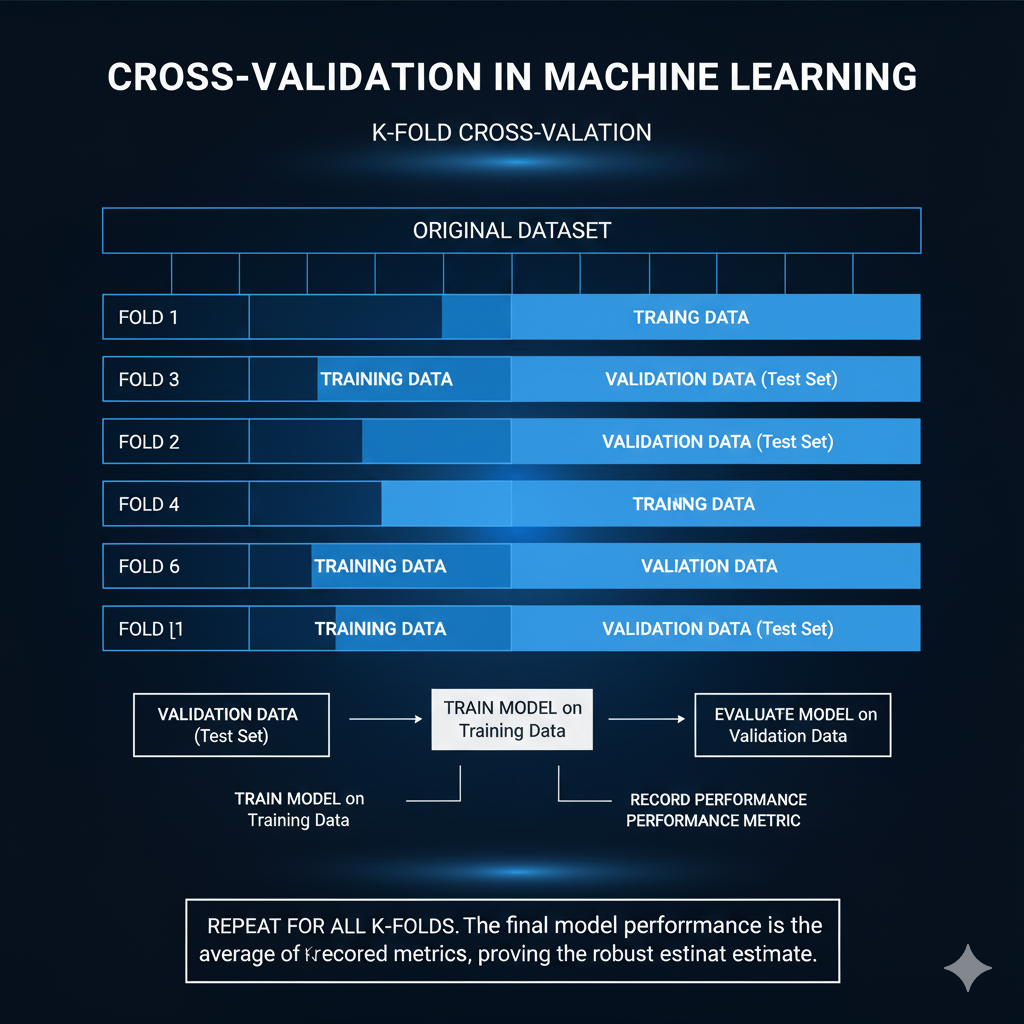 CROSS-VALIDATION IN MACHINE LEARNING
K-FOLD CROSS-VALATION
ORIGINAL DATASET
FOLD 1
TRAING DATA
FOLD 3
TRAINING DATA
VALIDATION DATA (Test Set)
FOLD 2
VALIDATION DATA (Test Set)
FOLD 4
TRAINNG DATA
FOLD 6
TRAINING DATA
VALIATION DATA
FOLD
TRAINING DATA
VALIDATION DATA (Test Set)
VALIDATION DATA
(Test Set)
TRAIN MODEL on
Training Data
EVALUATE MODEL on
Validation Data
TRAIN MODEL on
Training Data
RECORD PERFORMANCE
PERFORMANCE METRIC
REPEAT FOR ALL K-FOLDS. The final model perforrmance is the
average of metrics, proving the robust estinat estmate.